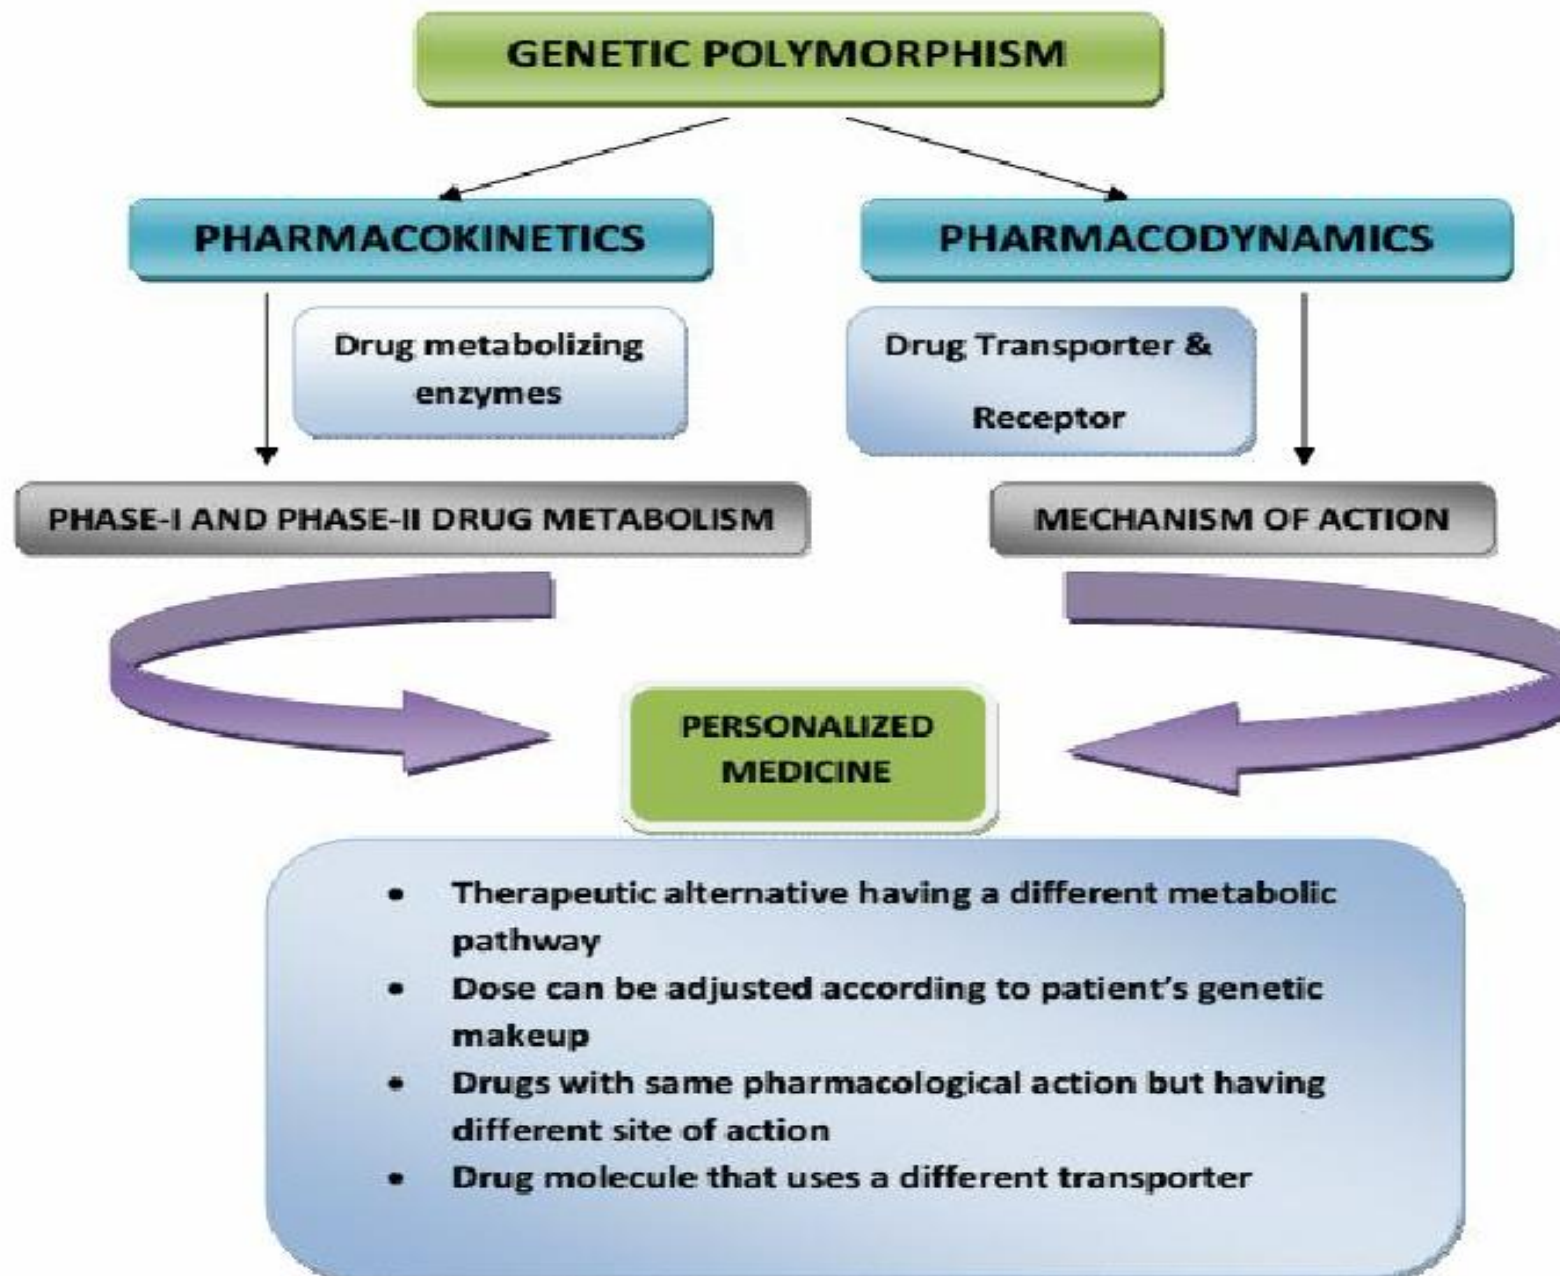 GENETIC POLYMORPHISM
PHARMACOKINETICS
PHARMACODYNAMICS
Drug metabolizing
enzymes
Drug Transporter &
Receptor
PHASE-I AND PHASE-II DRUG METABOLISM
MECHANISM OF ACTION
PERSONALIZED
MEDICINE
• Therapeutic alternative having a different metabolic
pathway
• Dose can be adjusted according to patient’s genetic
makeup
• Drugs with same pharmacological action but having
different site of action
• Drug molecule that uses a different transporter